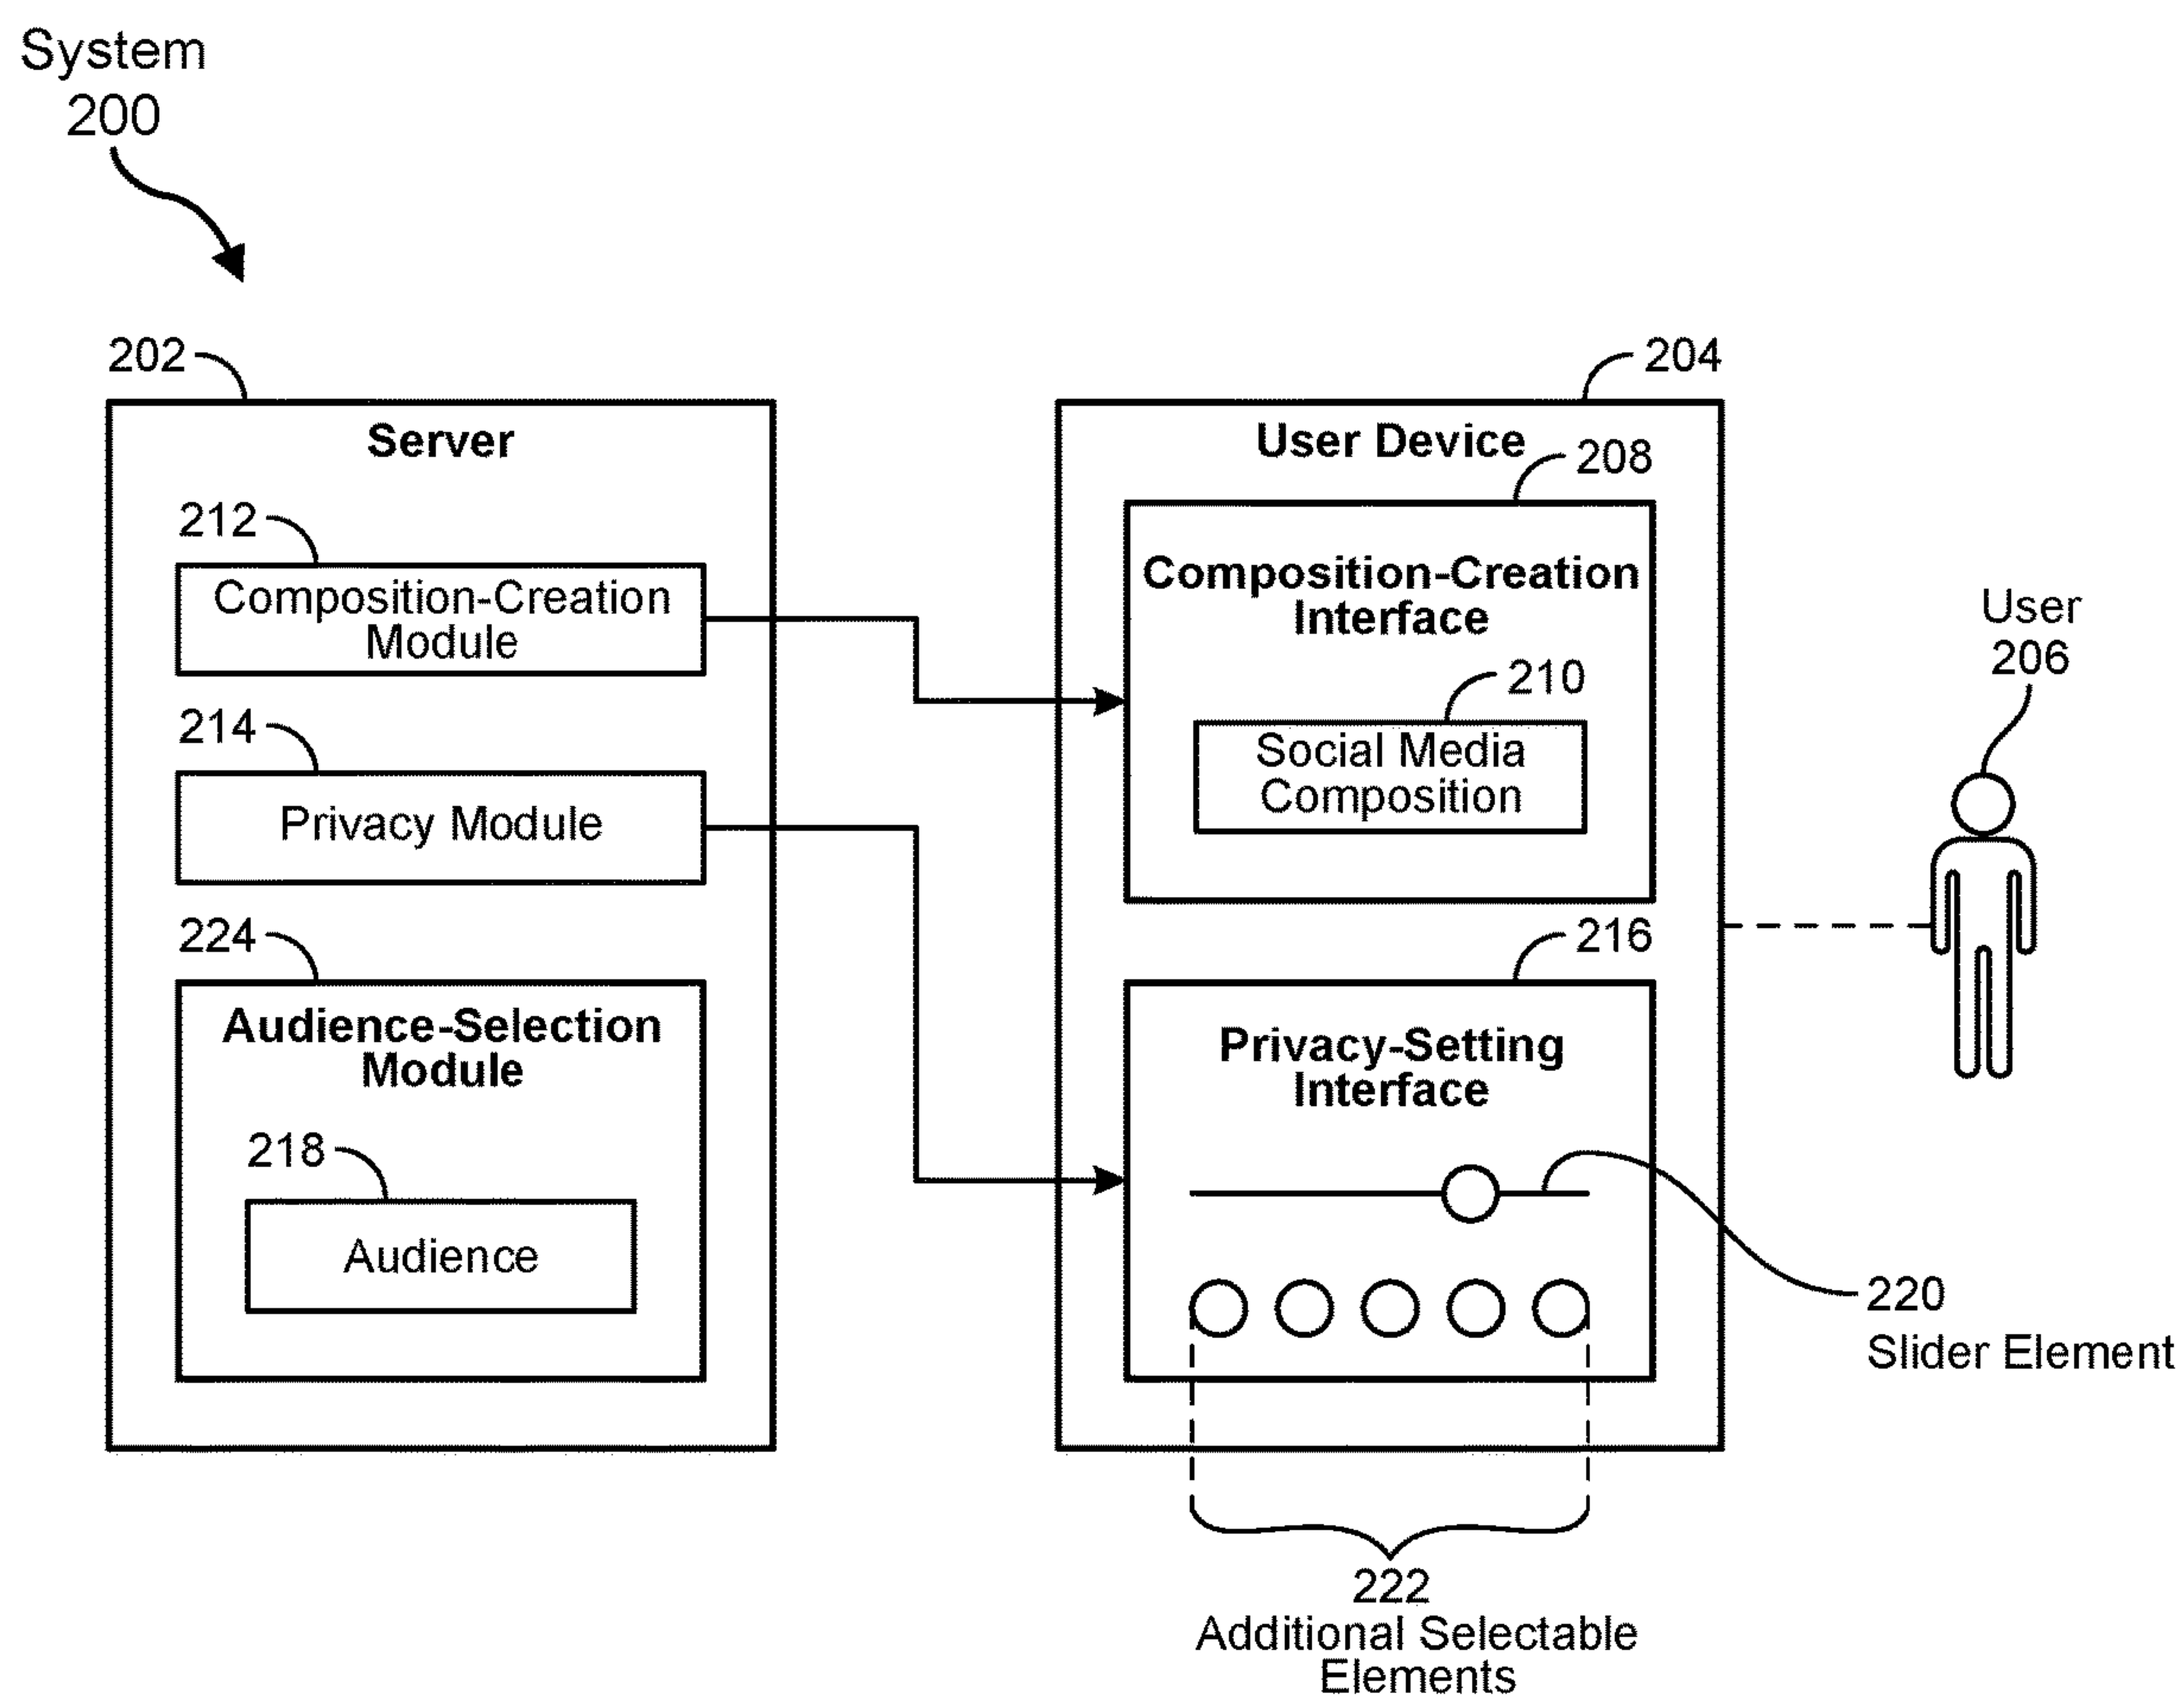 System
200
202
Server
212
Composition-Creation
Module
214
Privacy Module
224
Audience-Selection
Module
218
Audience
204
User Device
208
Composition-Creation
Interface
210
Social Media
Composition
216
Privacy-Setting
Interface
User
206
220
Slider Element
222
Additional Selectable
Elements